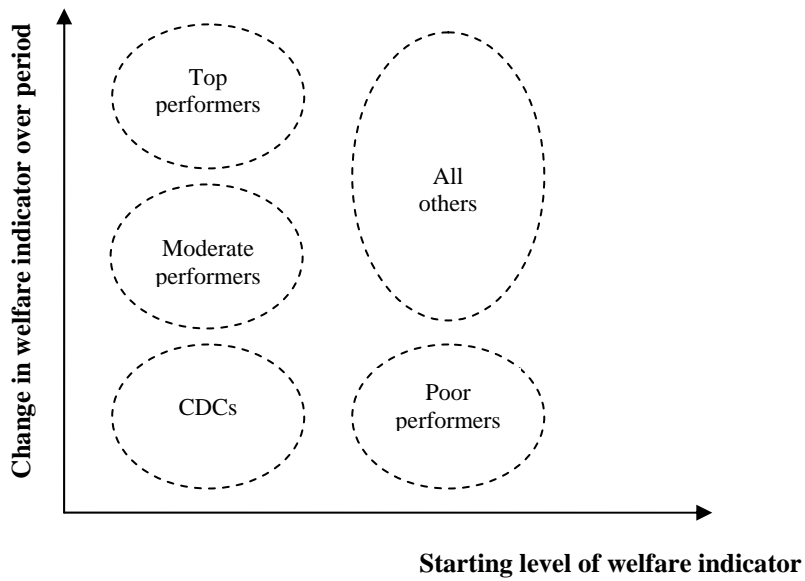 Change in welfare indicator over period
Top
performers
All
others
Moderate
performers
CDCs
Poor
performers
Starting level of welfare indicator